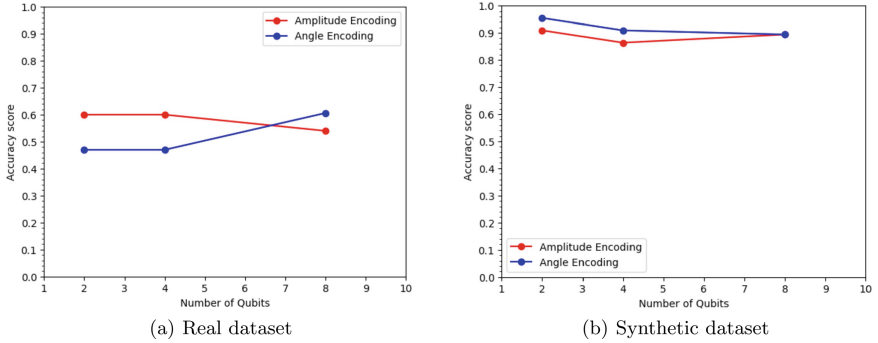 1.0
0.9
0.8
0.7
0.6
0.5
0.4
0.3
0.2
0.1
0.0
Accuracy score
Amplitude Encoding
Angle Encoding
1 2 3 4 5 6 7 8 9 10
Number of Qubits
(a) Real dataset
1.0
0.9
0.8
0.7
0.6
0.5
0.4
0.3
0.2
0.1
0.0
Accuracy score
Amplitude Encoding
Angle Encoding
1 2 3 4 5 6 7 8 9 10
Number of Qubits
(b) Synthetic dataset